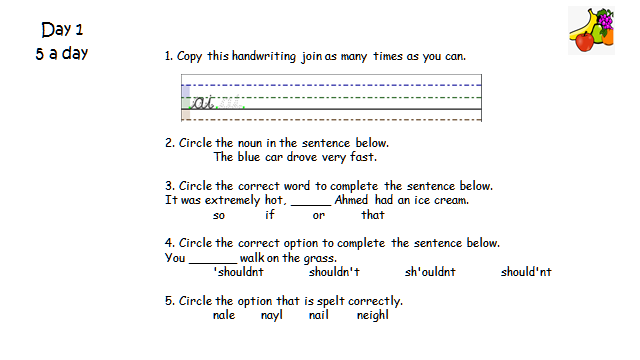 Day 1
5 a day
1. Copy this handwriting join as many times as you can.
ai ai
2. Circle the noun in the sentence below.
The blue car drove very fast.
3. Circle the correct word to complete the sentence below.
It was extremely hot, ______ Ahmed had an ice cream.
so if or that
4. Circle the correct option to complete the sentence below.
You _______ walk on the grass.
'shouldnt shouldn't sh'ouldnt should'nt
5. Circle the option that is spelt correctly.
nale nayl nail neighl